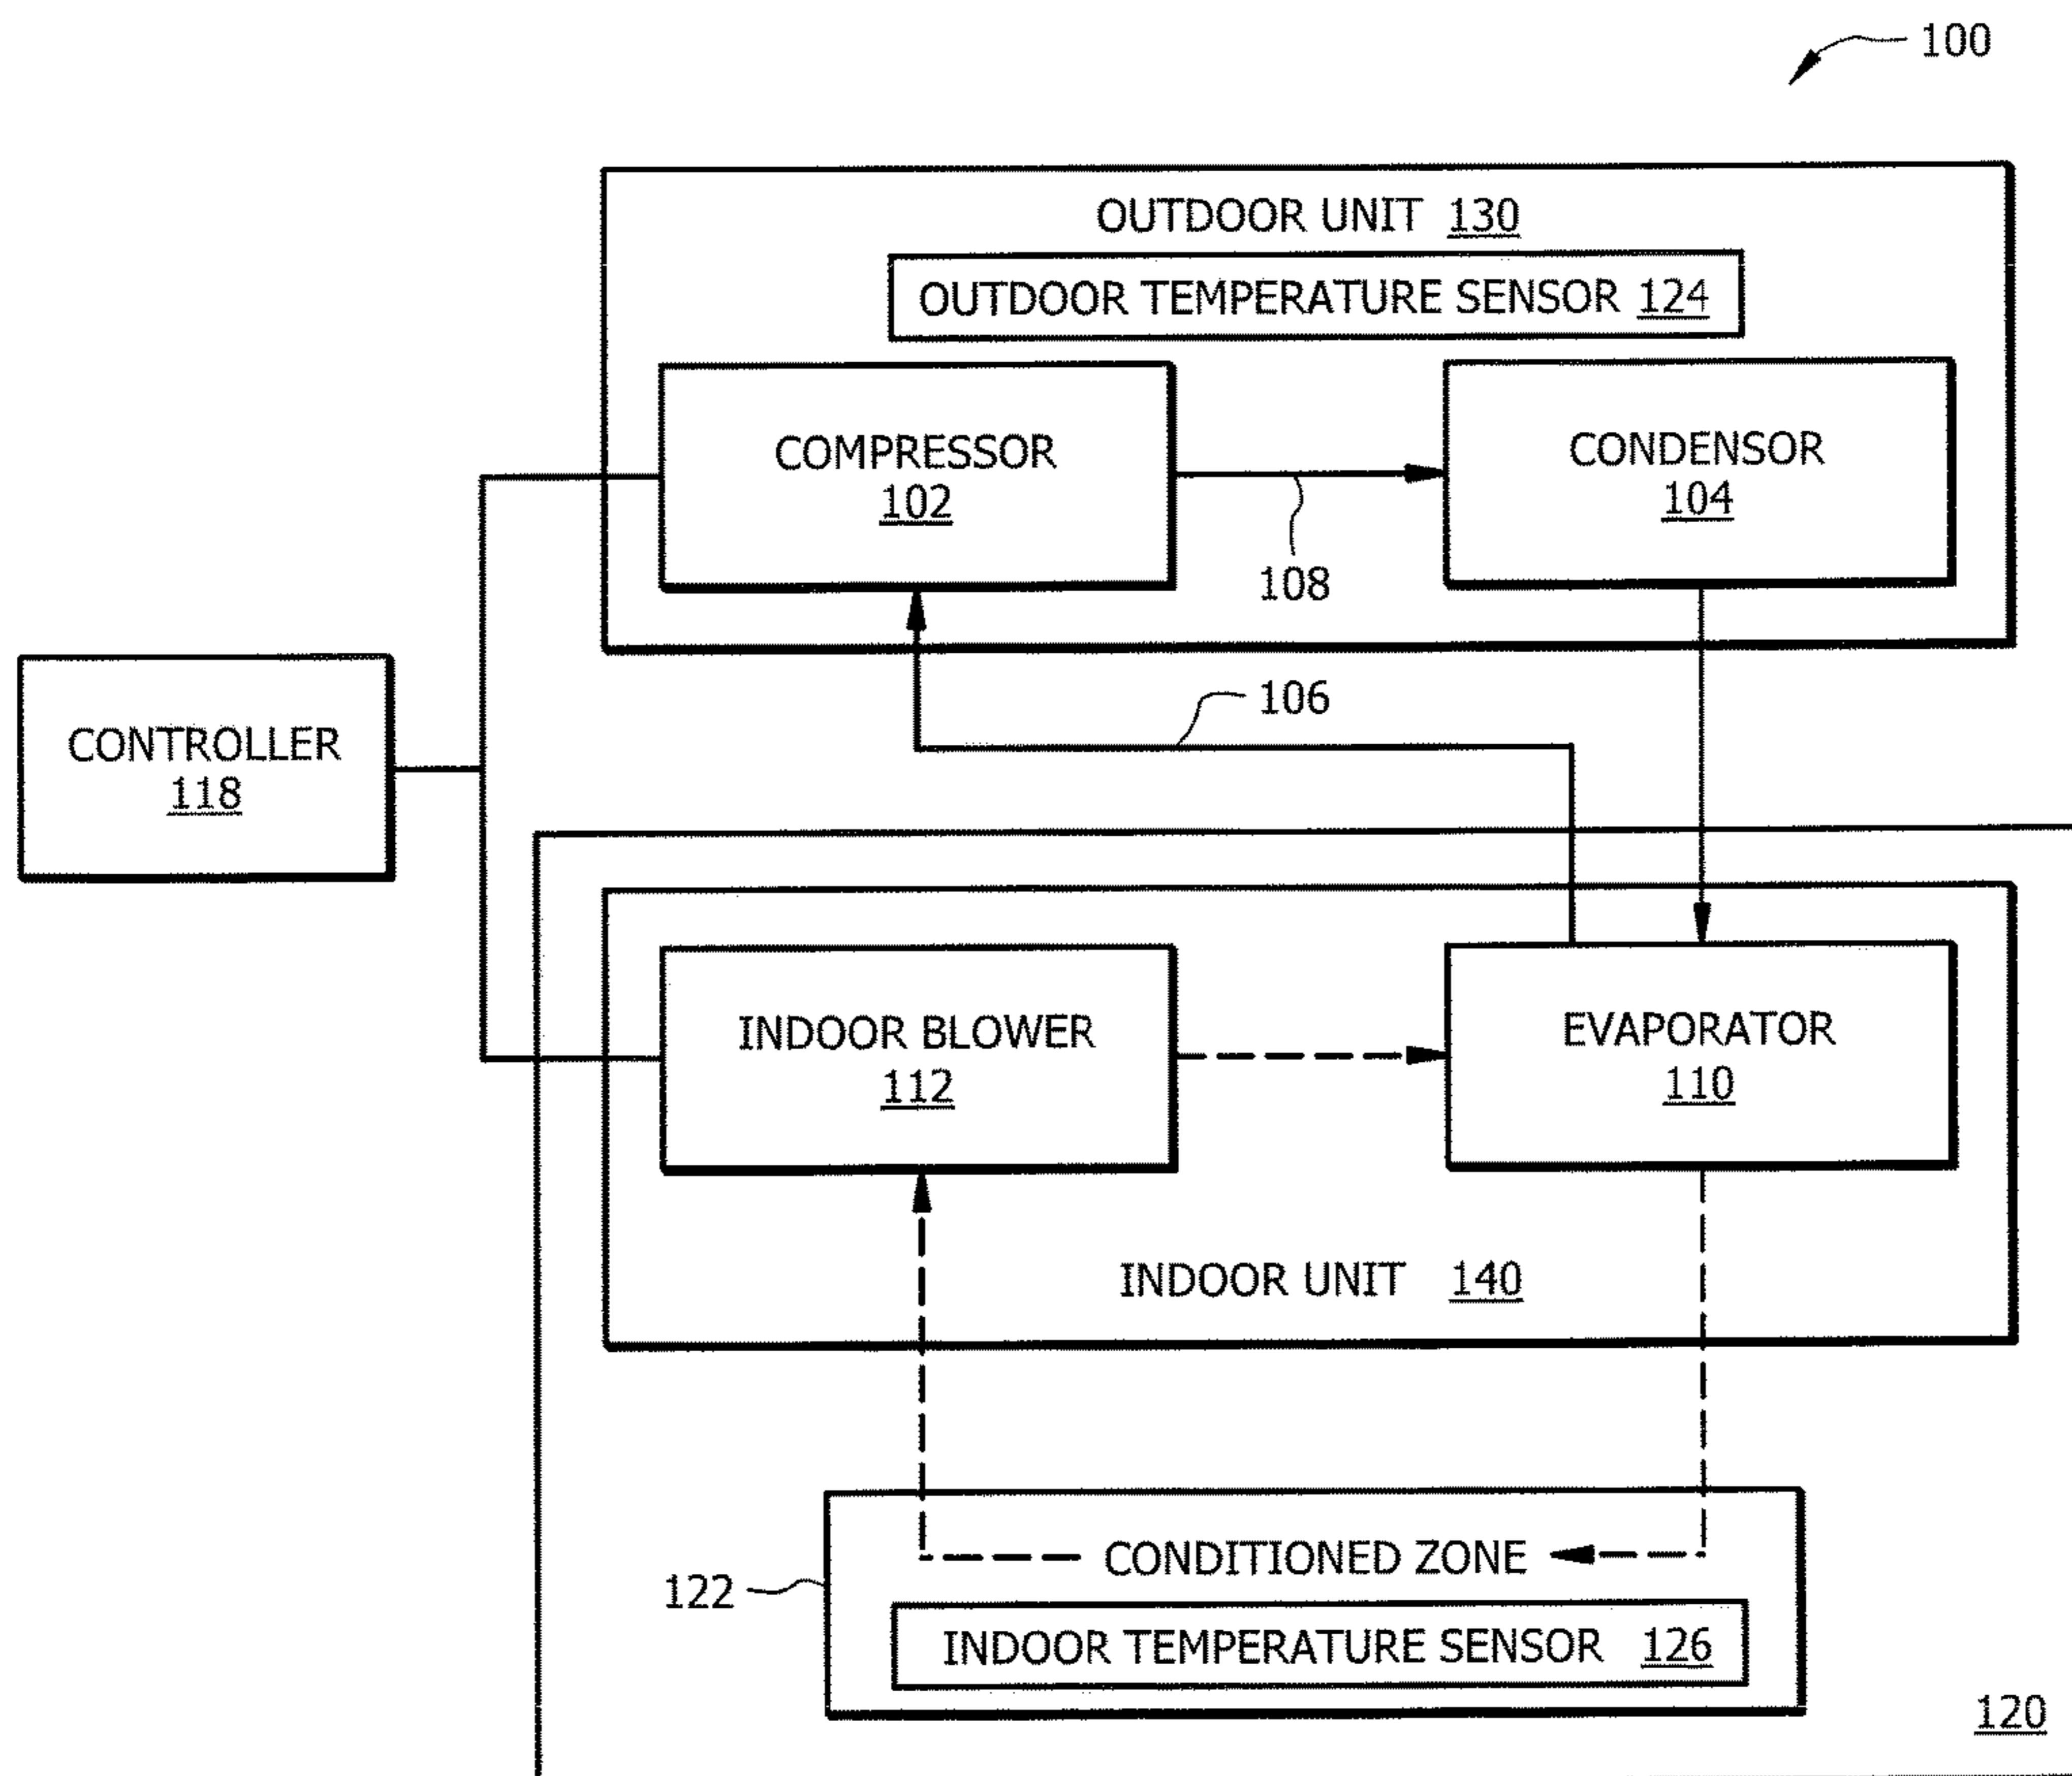 100
OUTDOOR UNIT 130
OUTDOOR TEMPERATURE SENSOR 124
COMPRESSOR
102
CONDENSOR
104
108
106
CONTROLLER
118
INDOOR BLOWER
112
EVAPORATOR
110
INDOOR UNIT 140
CONDITIONED ZONE
122
INDOOR TEMPERATURE SENSOR 126
120